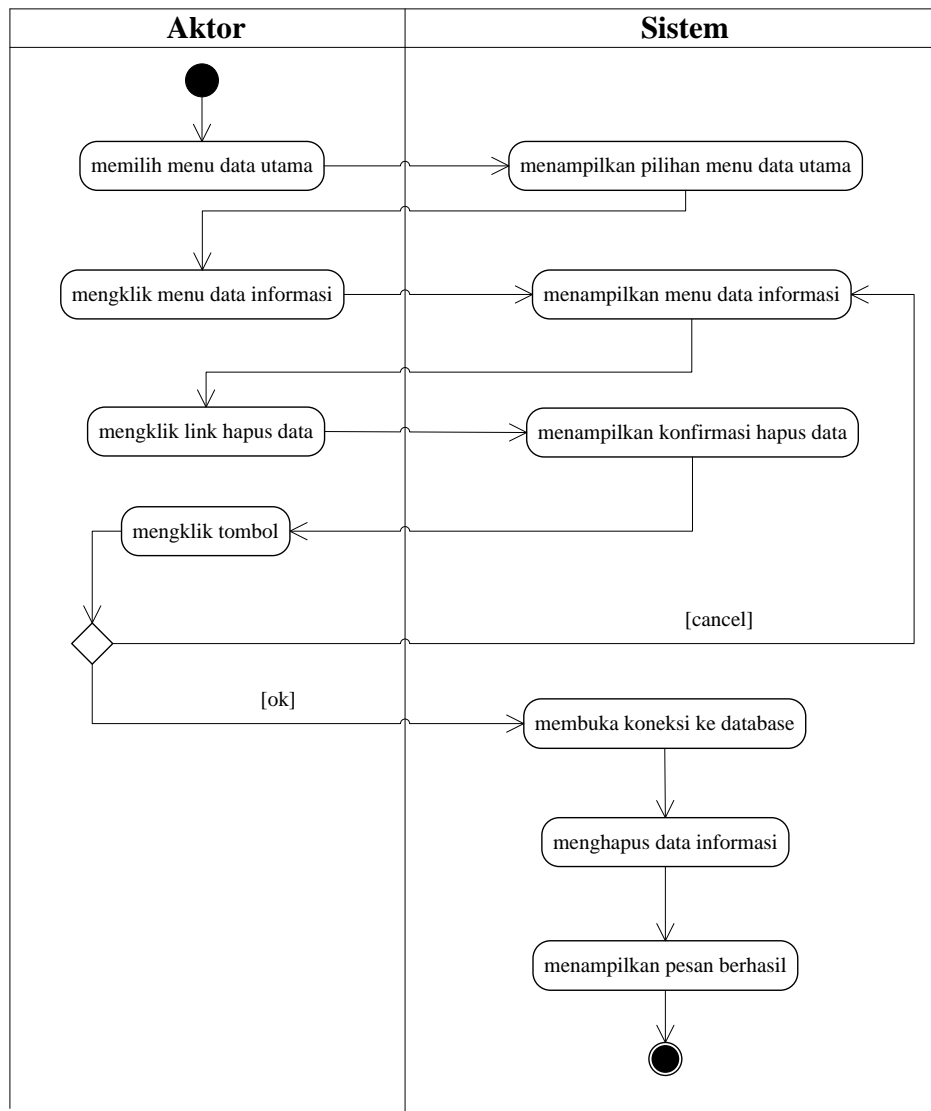 Aktor
Sistem
memilih menu data utama
menampilkan pilihan menu data utama
mengklik menu data informasi
menampilkan menu data informasi
mengklik link hapus data
menampilkan konfirmasi hapus data
mengklik tombol
[cancel]
[ok]
membuka koneksi ke database
menghapus data informasi
menampilkan pesan berhasil